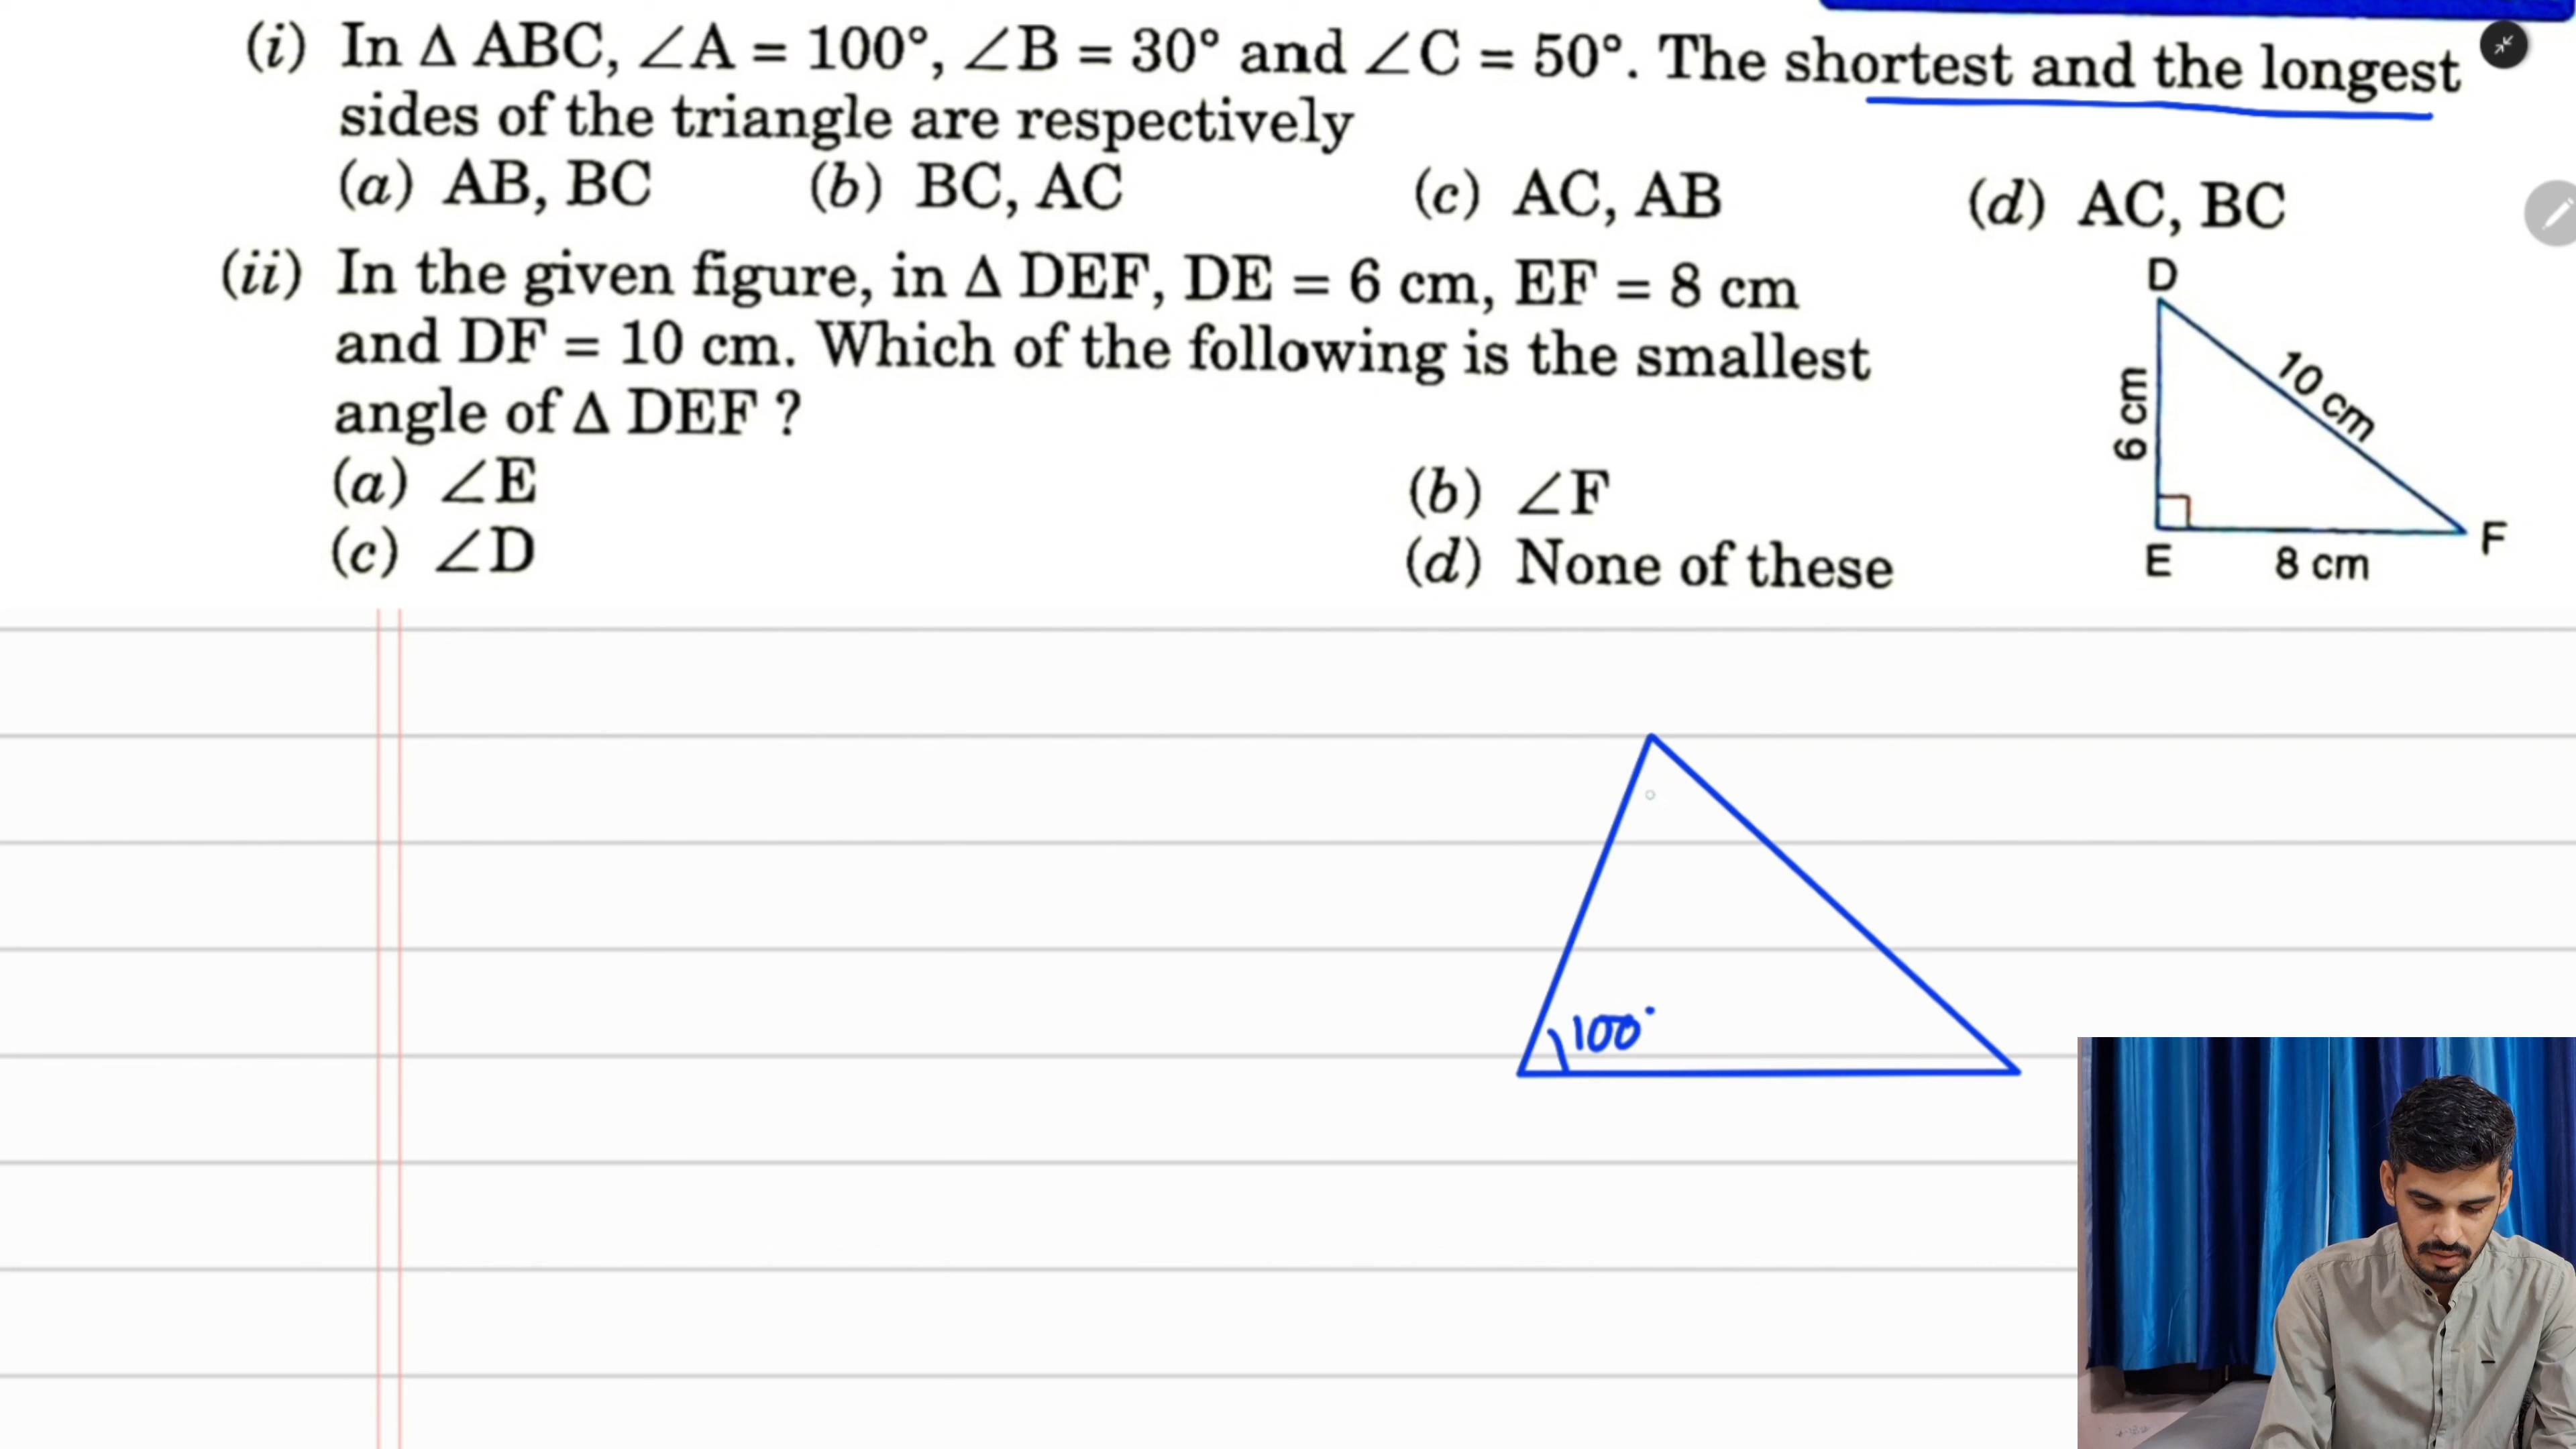 (i) In Δ ABC, ∠A = 100°, ∠B = 30° and ∠C = 50°. The shortest and the longest
sides of the triangle are respectively
(a) AB, BC (b) BC, AC (c) AC, AB (d) AC, BC
(ii) In the given figure, in Δ DEF, DE = 6 cm, EF = 8 cm
and DF = 10 cm. Which of the following is the smallest
angle of Δ DEF ?
(a) ∠E (b) ∠F
(c) ∠D (d) None of these
D
6 cm
10 cm
E
8 cm
F
100°